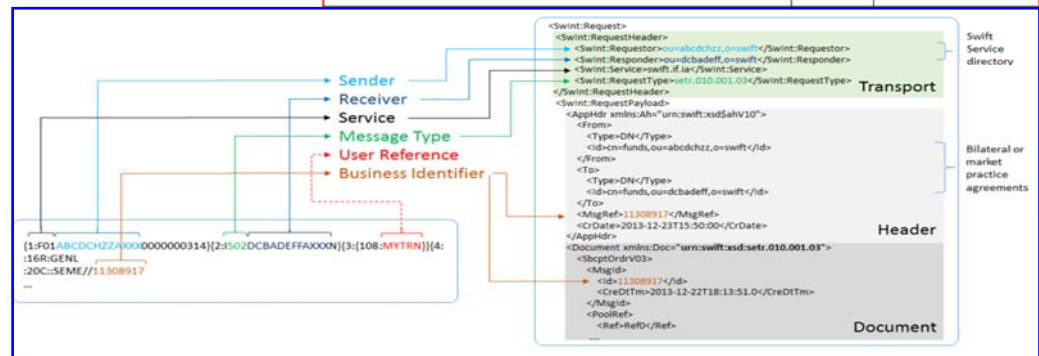 Sender
Receiver
Service
Message Type
User Reference
Business Identifier
{1:F01ABCDCHZZAXXX0000000314}{2:I502DCBADEFFAXXXN}{3:{108:MYTRN}}{4:
:16R:GENL
:20C::SEME//11308917
...
<SwInt:Request>
<SwInt:RequestHeader>
<SwInt:Requestor>ou=abcdchzz,o=swift</SwInt:Requestor>
<SwInt:Responder>ou=dcbadeff,o=swift</SwInt:Responder>
<SwInt:Service>swift.if.ia</SwInt:Service>
<SwInt:RequestType>setr.010.001.03</SwInt:RequestType>
</SwInt:RequestHeader>
Transport
<SwInt:RequestPayload>
<AppHdr xmlns:Ah="urn:swift:xsd$ahV10">
<From>
<Type>DN</Type>
<Id>cn=funds,ou=abcdchzz,o=swift</Id>
</From>
<To>
<Type>DN</Type>
<Id>cn=funds,ou=dcbadeff,o=swift</Id>
</To>
<MsgRef>11308917</MsgRef>
<CrDate>2013-12-23T15:50:00</CrDate>
</AppHdr>
Header
<Document xmlns:Doc="urn:swift:xsd:setr.010.001.03">
<SbcptOrdrV03>
<MsgId>
<Id>11308917</Id>
<CreDtTm>2013-12-22T18:13:51.0</CreDtTm>
</MsgId>
<PoolRef>
<Ref>Ref0</Ref>
...
Document
Swift
Service
directory
Bilateral or
market
practice
agreements